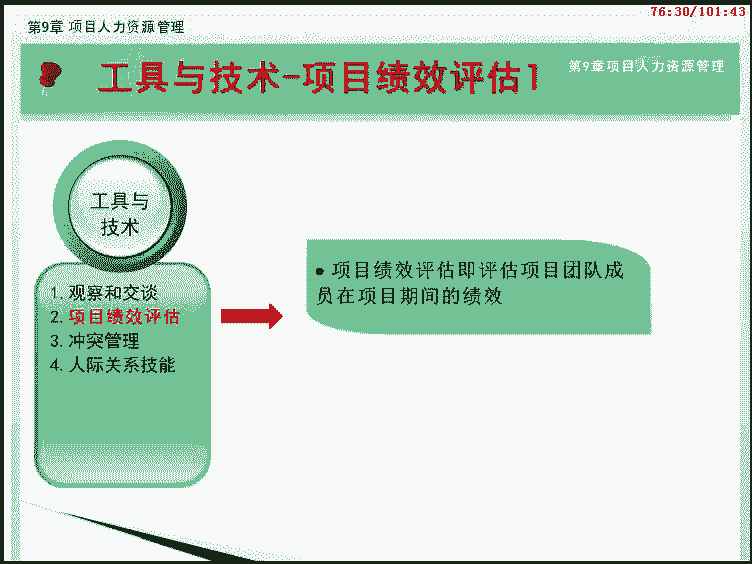 76:30/101:43
第9章 项目人力资源管理
工具与技术-项目绩效评估1
第9章项目人力资源管理
工具与
技术
1. 观察和交谈
2. 项目绩效评估
3. 冲突管理
4. 人际关系技能
● 项目绩效评估即评估项目团队成
员在项目期间的绩效